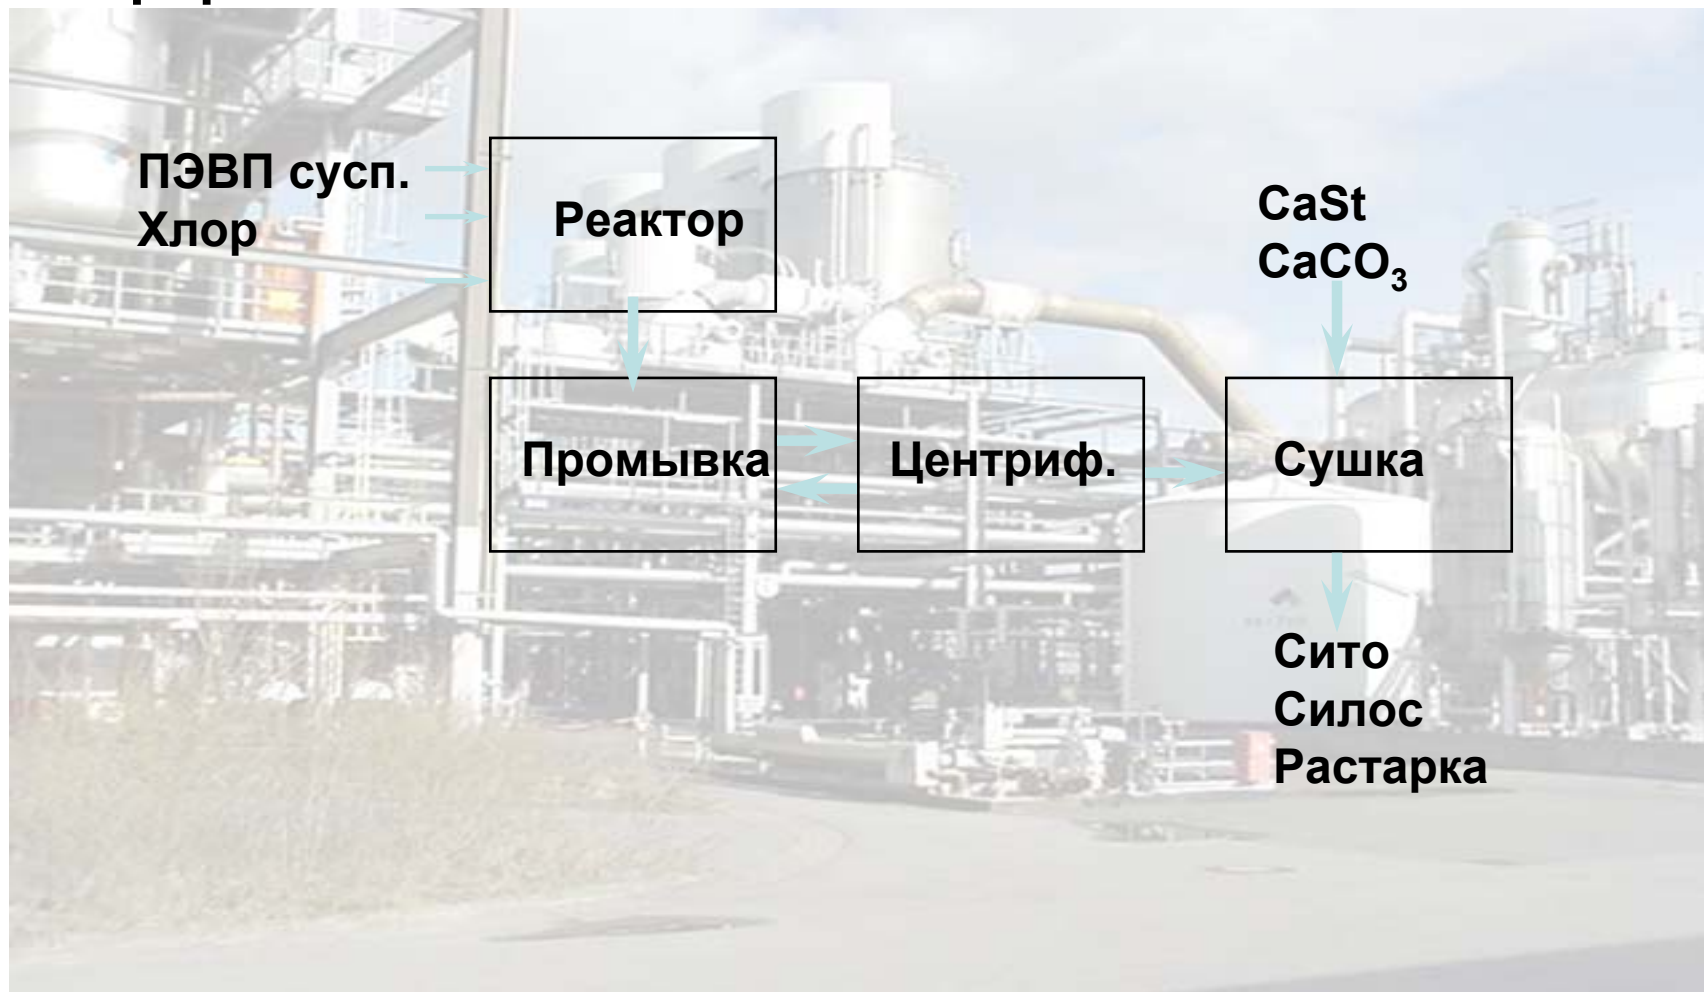 ПЭВП сусп.
Хлор
Реактор
CaSt
CaCO₃
Промывка
Центриф.
Сушка
Сито
Силос
Растарка